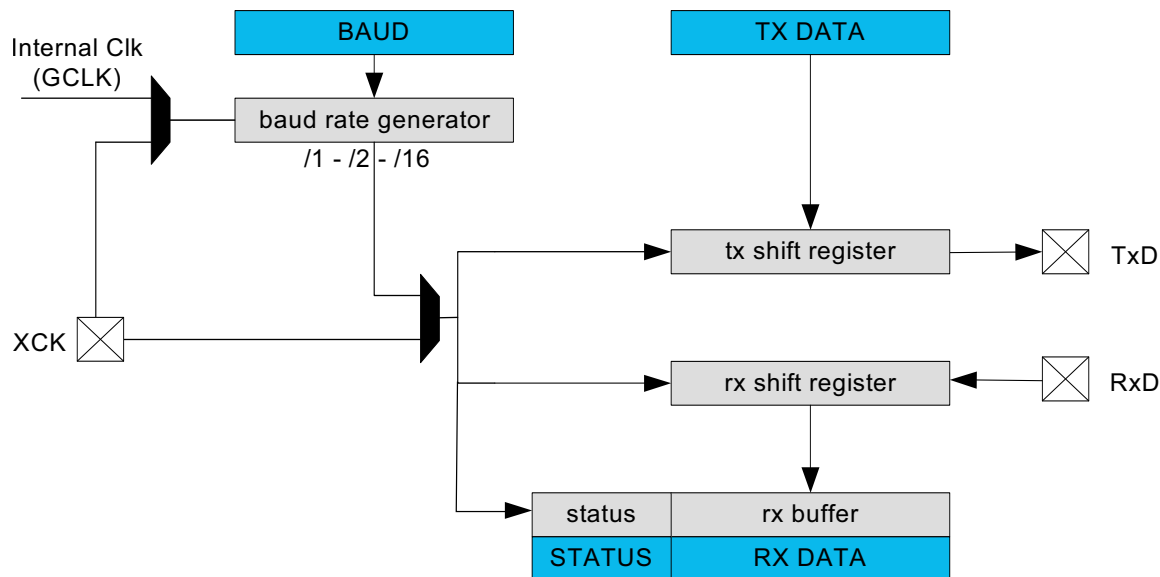 BAUD
TX DATA
Internal Clk
(GCLK)
baud rate generator
/1 - /2 - /16
tx shift register
TxD
XCK
rx shift register
RxD
status
rx buffer
STATUS
RX DATA